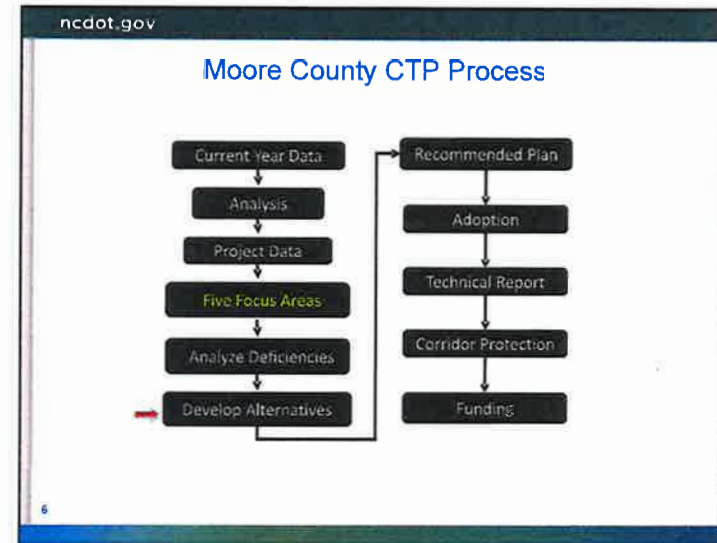 ncdot.gov
Moore County CTP Process
Current Year Data
Analysis
Project Data
Five Focus Areas
Analyze Deficiencies
Develop Alternatives
Recommended Plan
Adoption
Technical Report
Corridor Protection
Funding
6